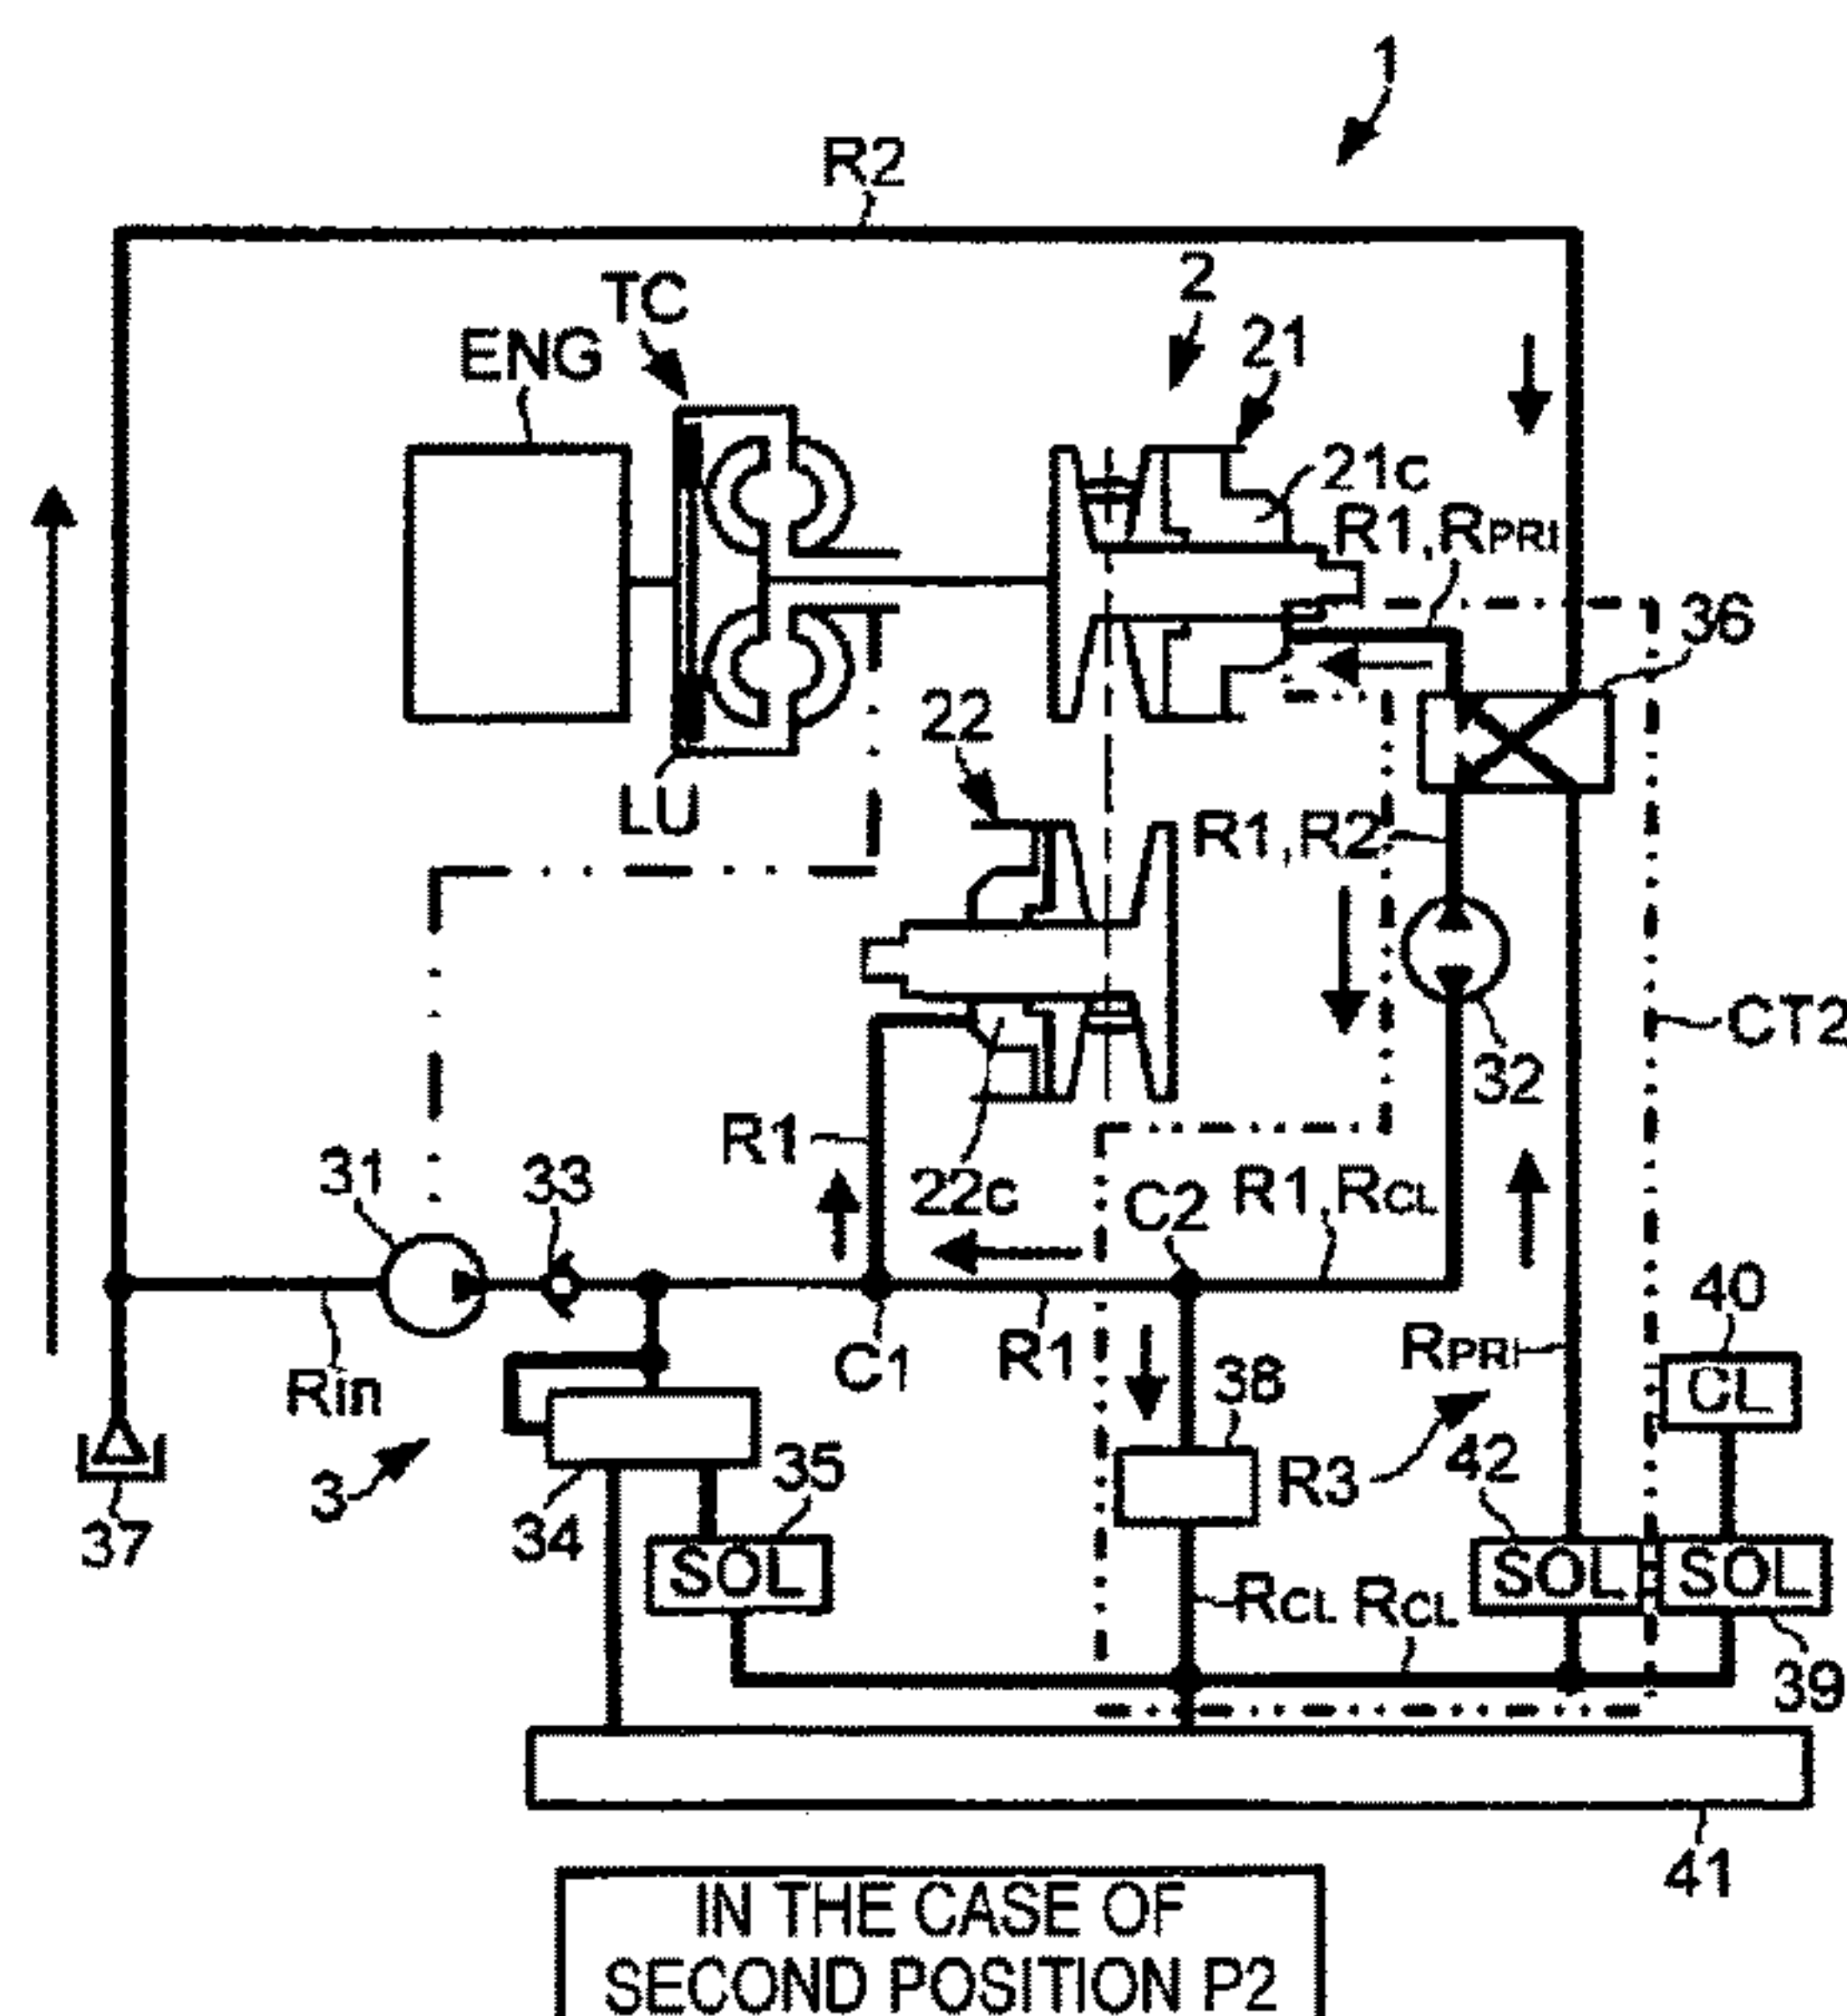 1
R2
TC
2
21
ENG
21C
R1,RPRI
36
22
LU
R1,R2
CT2
32
R1
31
33
22C
C2
R1,RCL
40
C1
R1
RPRI
CL
Rin
38
3
35
R3
42
37
34
SOL
RCL
RCL
SOL
SOL
39
41
IN THE CASE OF
SECOND POSITION P2